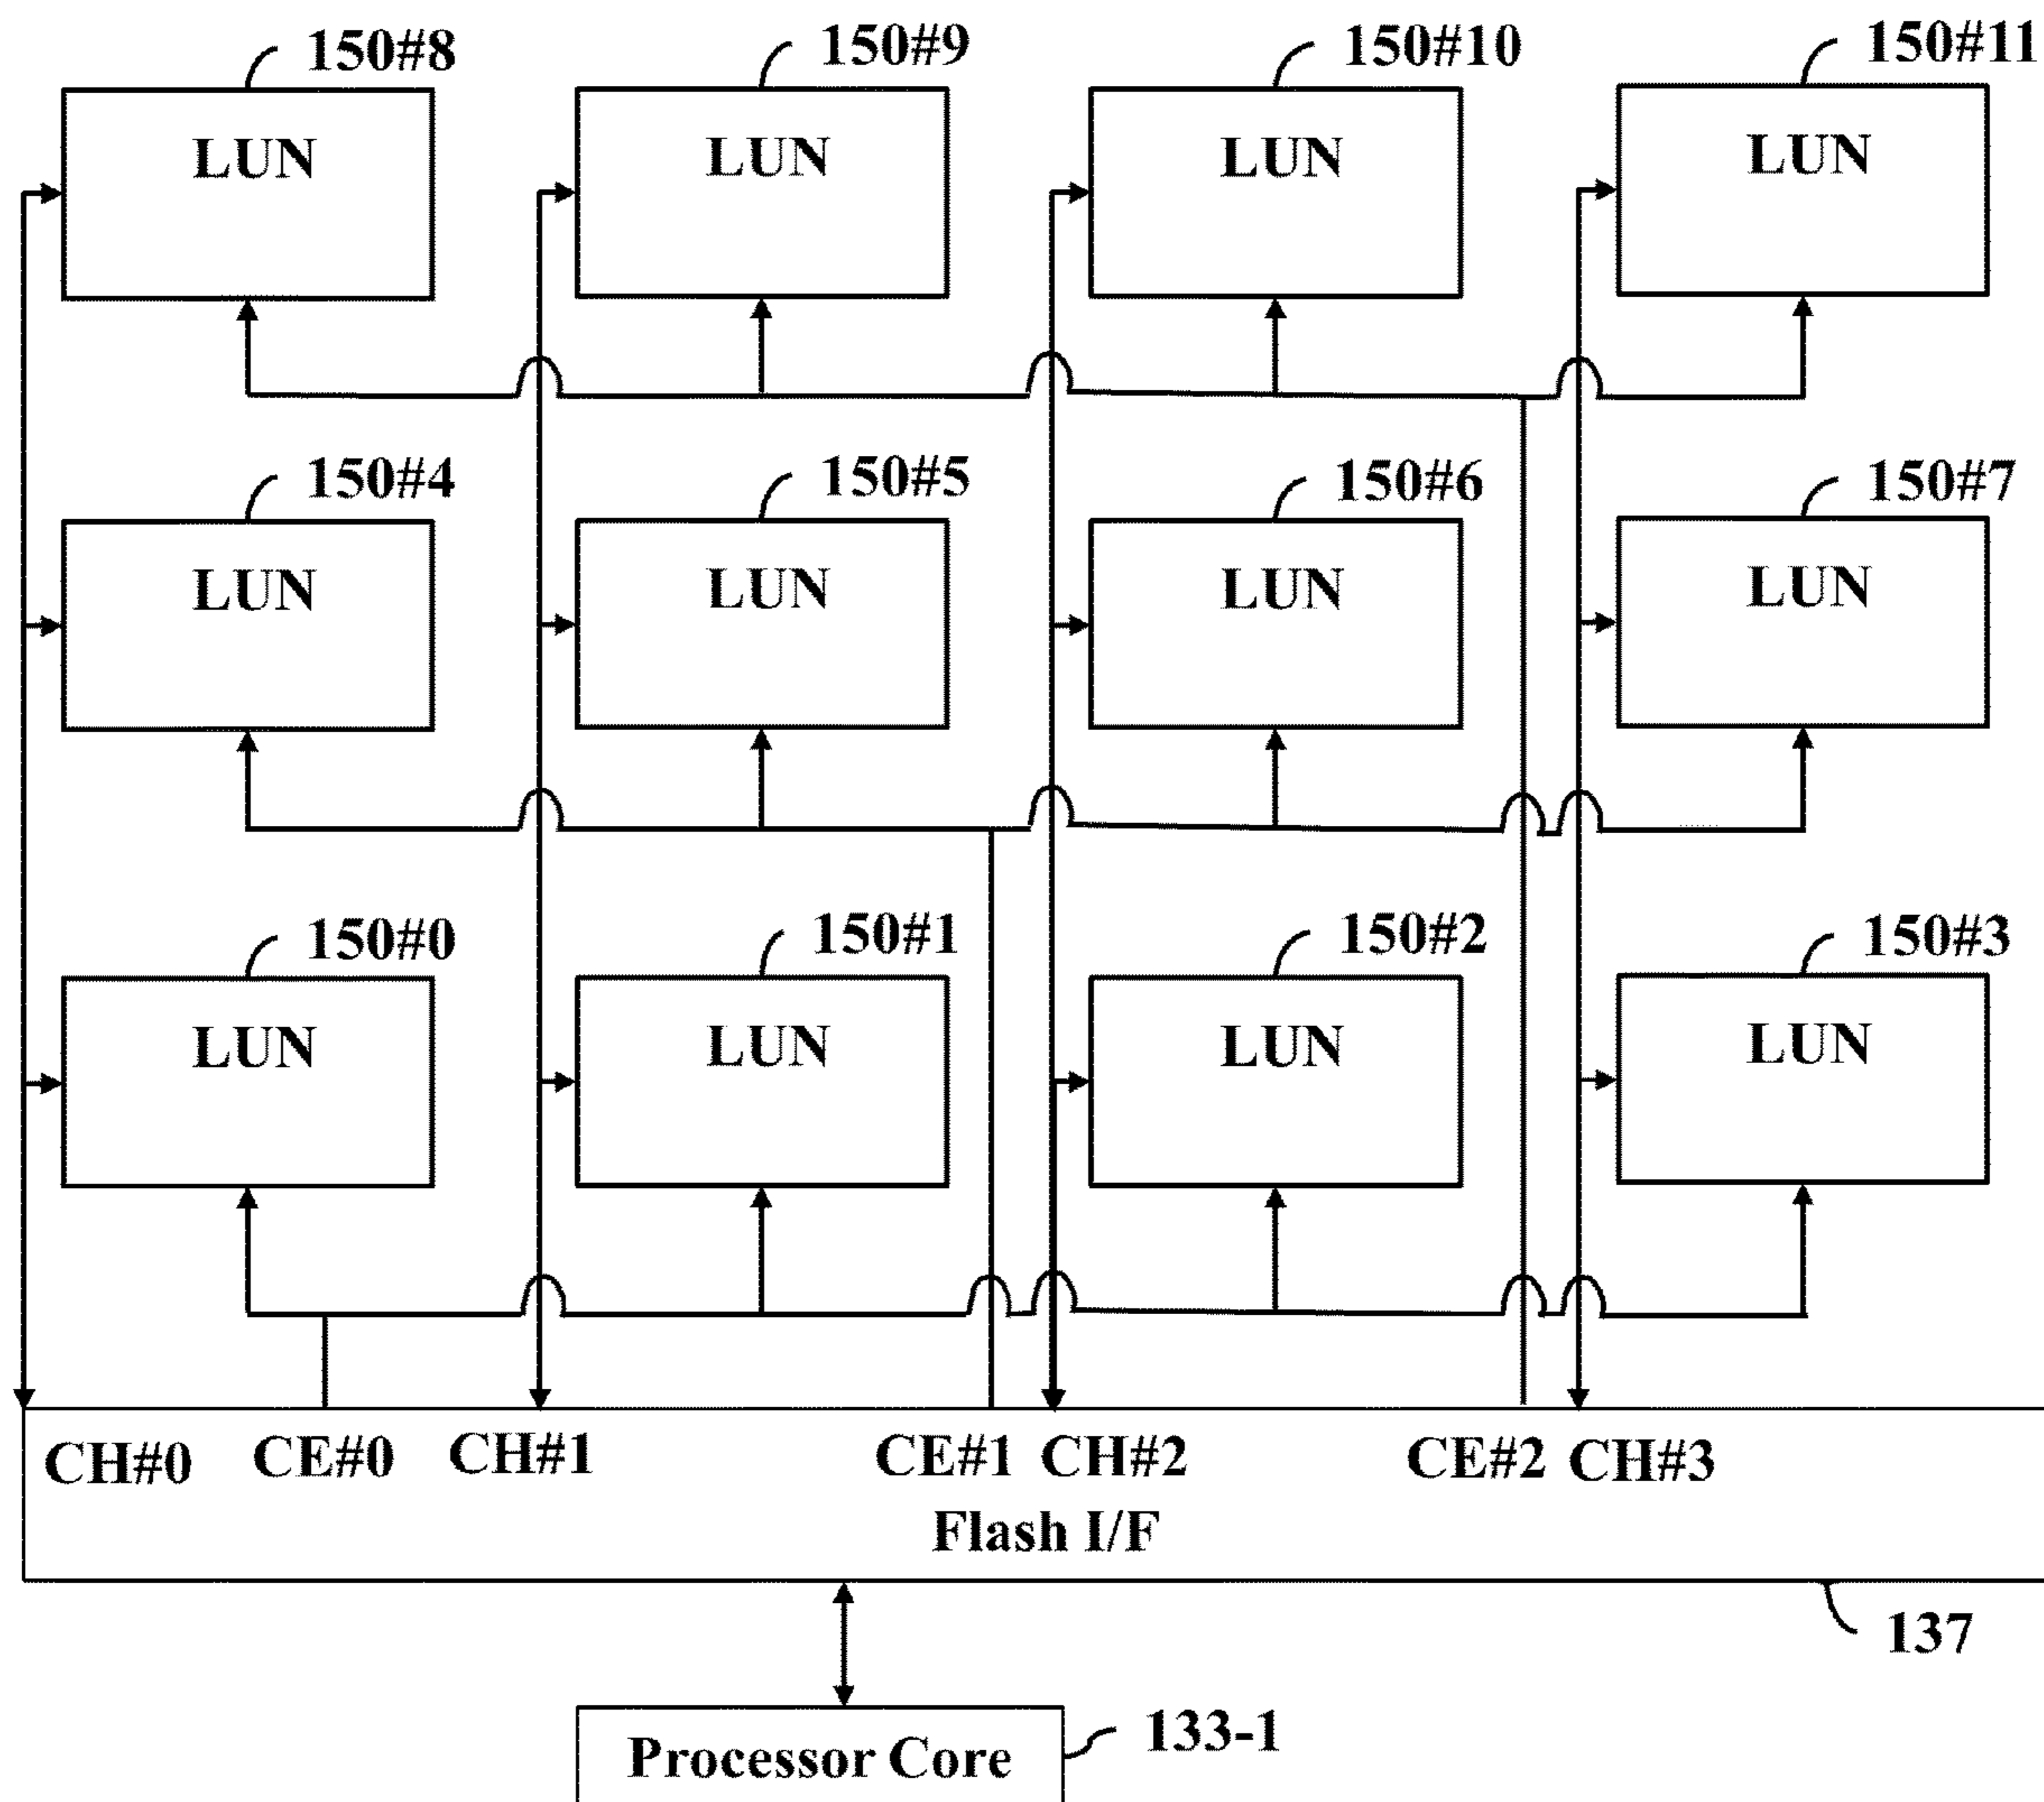 150#8 150#9 150#10 150#11
LUN LUN LUN LUN
150#4 150#5 150#6 150#7
LUN LUN LUN LUN
150#0 150#1 150#2 150#3
LUN LUN LUN LUN
CH#0 CE#0 CH#1 CE#1 CH#2 CE#2 CH#3
Flash I/F
137
133-1
Processor Core